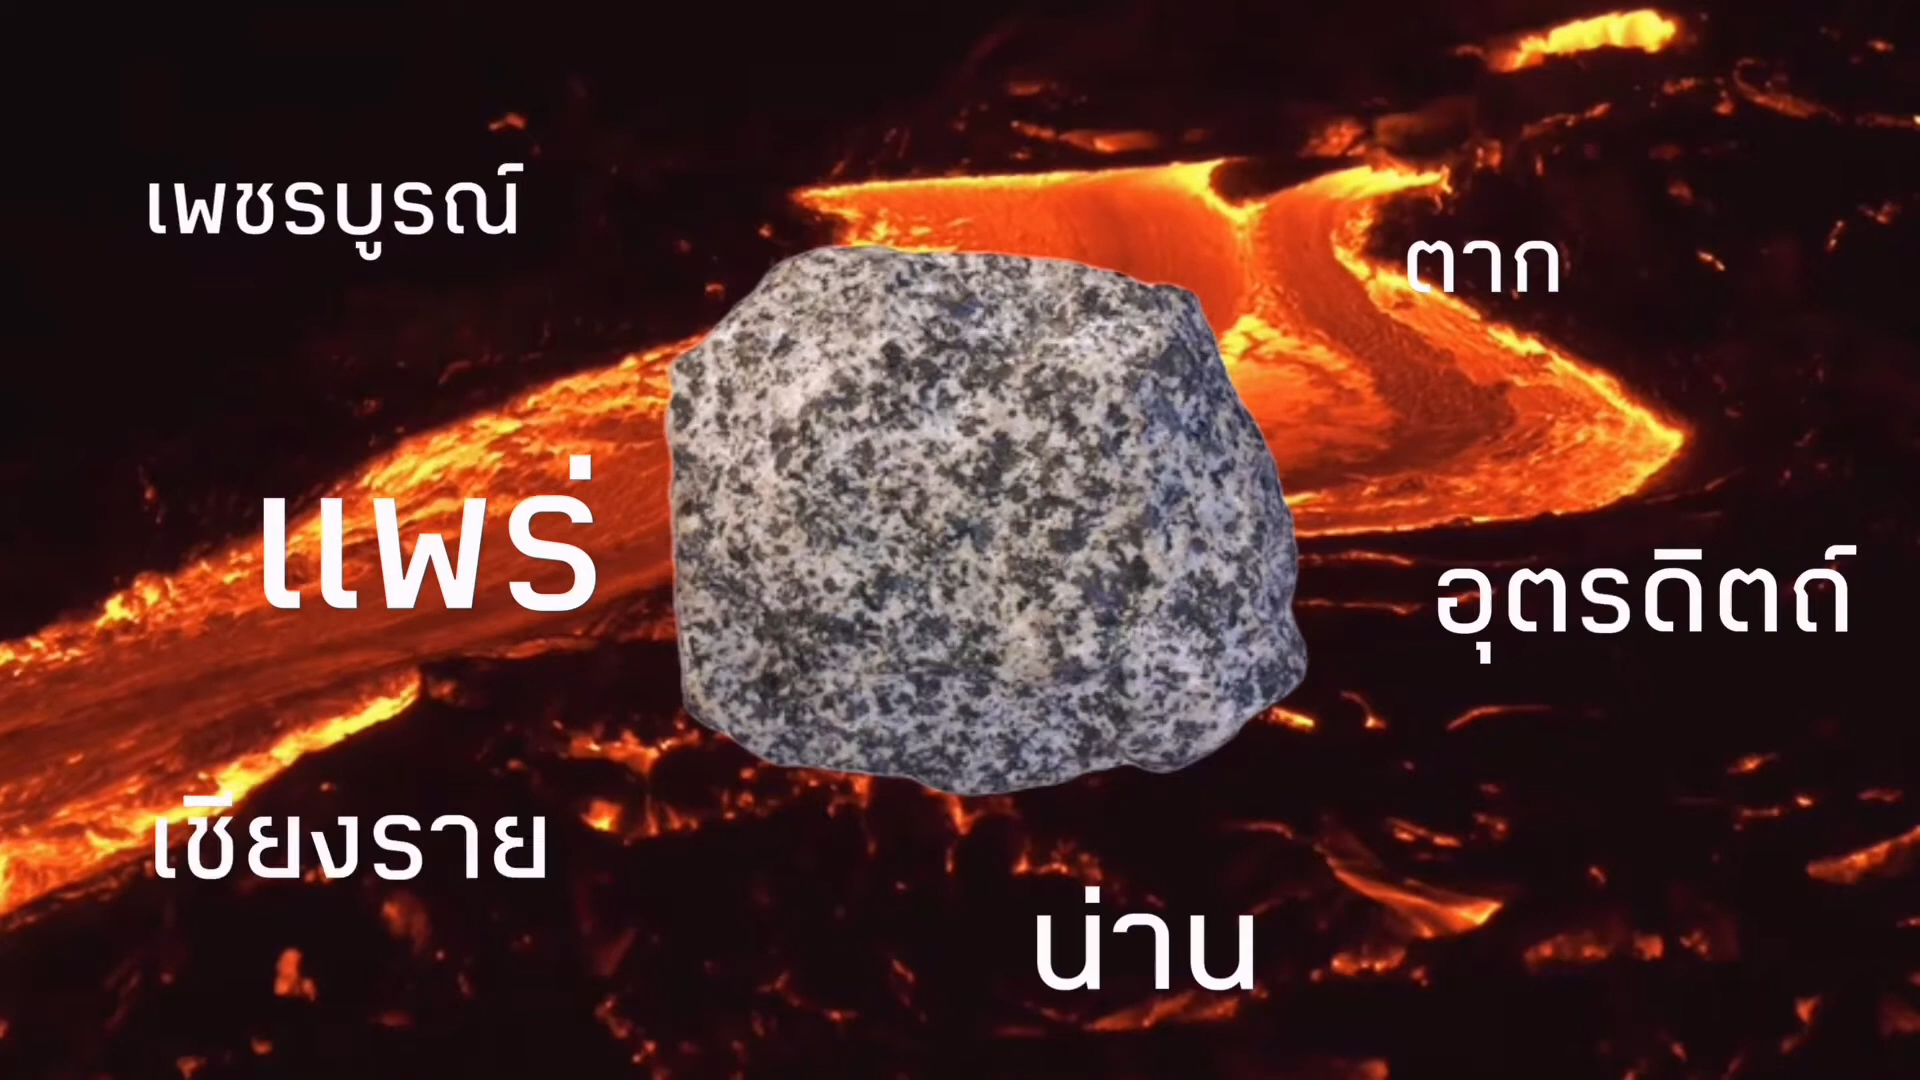 เพชรบูรณ์
ตาก
แพร่
อุตรดิตถ์
เชียงราย
น่าน